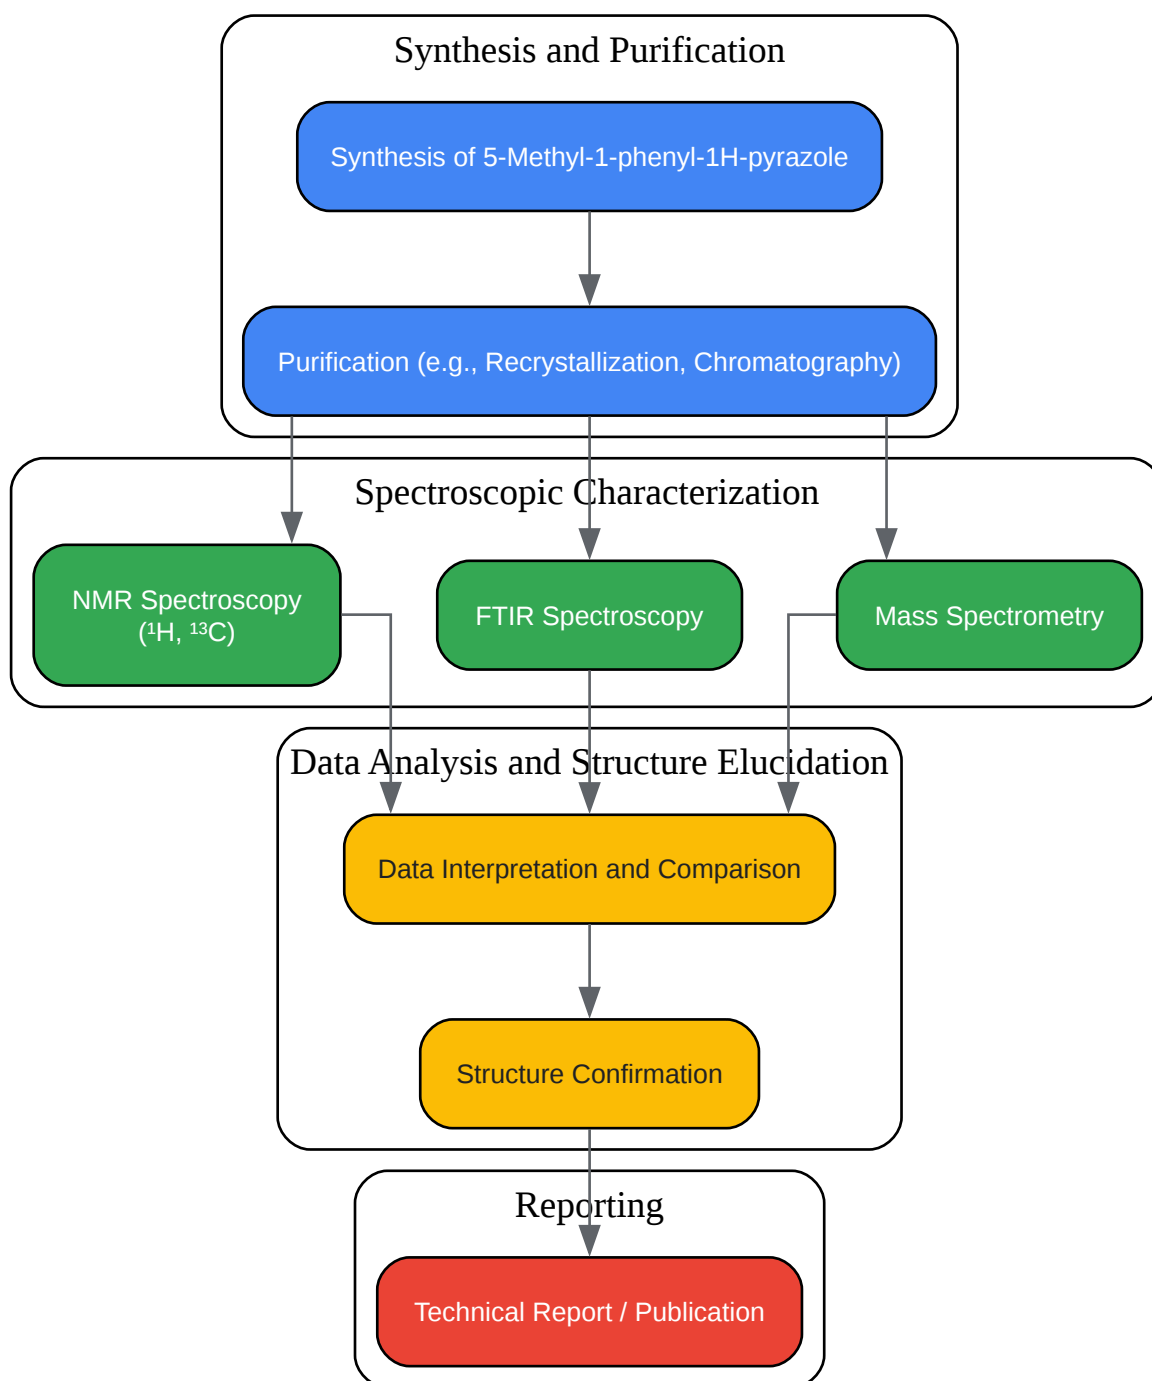 Synthesis and Purification
Synthesis of 5-Methyl-1-phenyl-1H-pyrazole
Purification (e.g., Recrystallization, Chromatography)
Spectroscopic Characterization
NMR Spectroscopy
(¹H, ¹³C)
FTIR Spectroscopy
Mass Spectrometry
Data Analysis and Structure Elucidation
Data Interpretation and Comparison
Structure Confirmation
Reporting
Technical Report / Publication